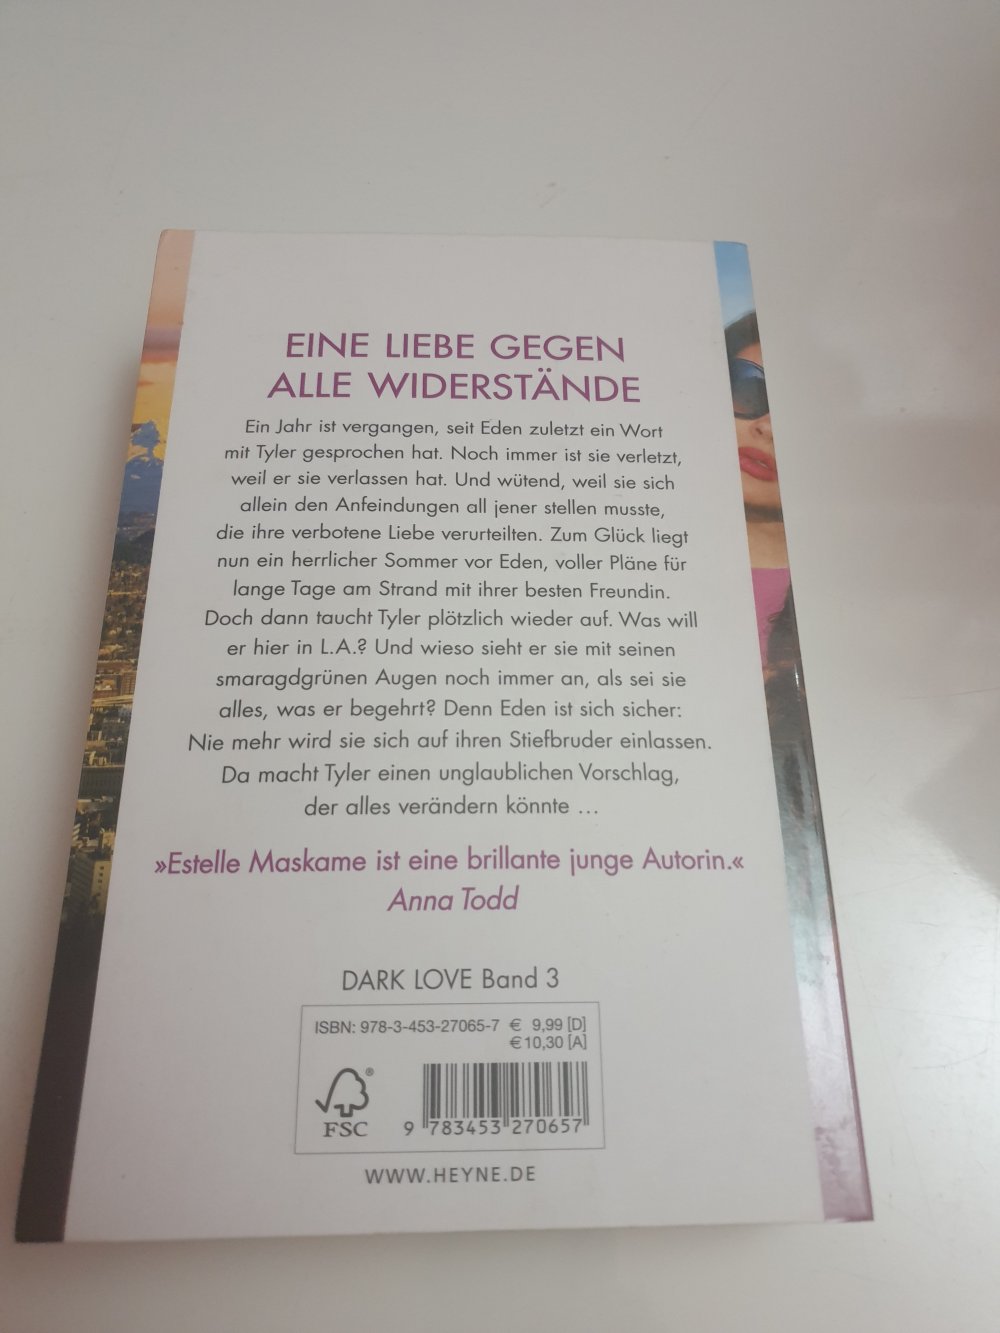 EINE LIEBE GEGEN
ALLE WIDERSTÄNDE
Ein Jahr ist vergangen, seit Eden zuletzt ein Wort
mit Tyler gesprochen hat. Noch immer ist sie verletzt,
weil er sie verlassen hat. Und wütend, weil sie sich
allein den Anfeindungen all jener stellen musste,
die ihre verbotene Liebe verurteilten. Zum Glück liegt
nun ein herrlicher Sommer vor Eden, voller Pläne für
lange Tage am Strand mit ihrer besten Freundin.
Doch dann taucht Tyler plötzlich wieder auf. Was will
er hier in L.A.? Und wieso sieht er sie mit seinen
smaragdgrünen Augen noch immer an, als sei sie
alles, was er begehrt? Denn Eden ist sich sicher:
Nie mehr wird sie sich auf ihren Stiefbruder einlassen.
Da macht Tyler einen unglaublichen Vorschlag,
der alles verändern könnte …
»Estelle Maskame ist eine brillante junge Autorin.«
Anna Todd
DARK LOVE Band 3
ISBN: 978-3-453-27065-7 € 9,99 [D]
€ 10,30 [A]
®
FSC
9 783453 270657
WWW.HEYNE.DE